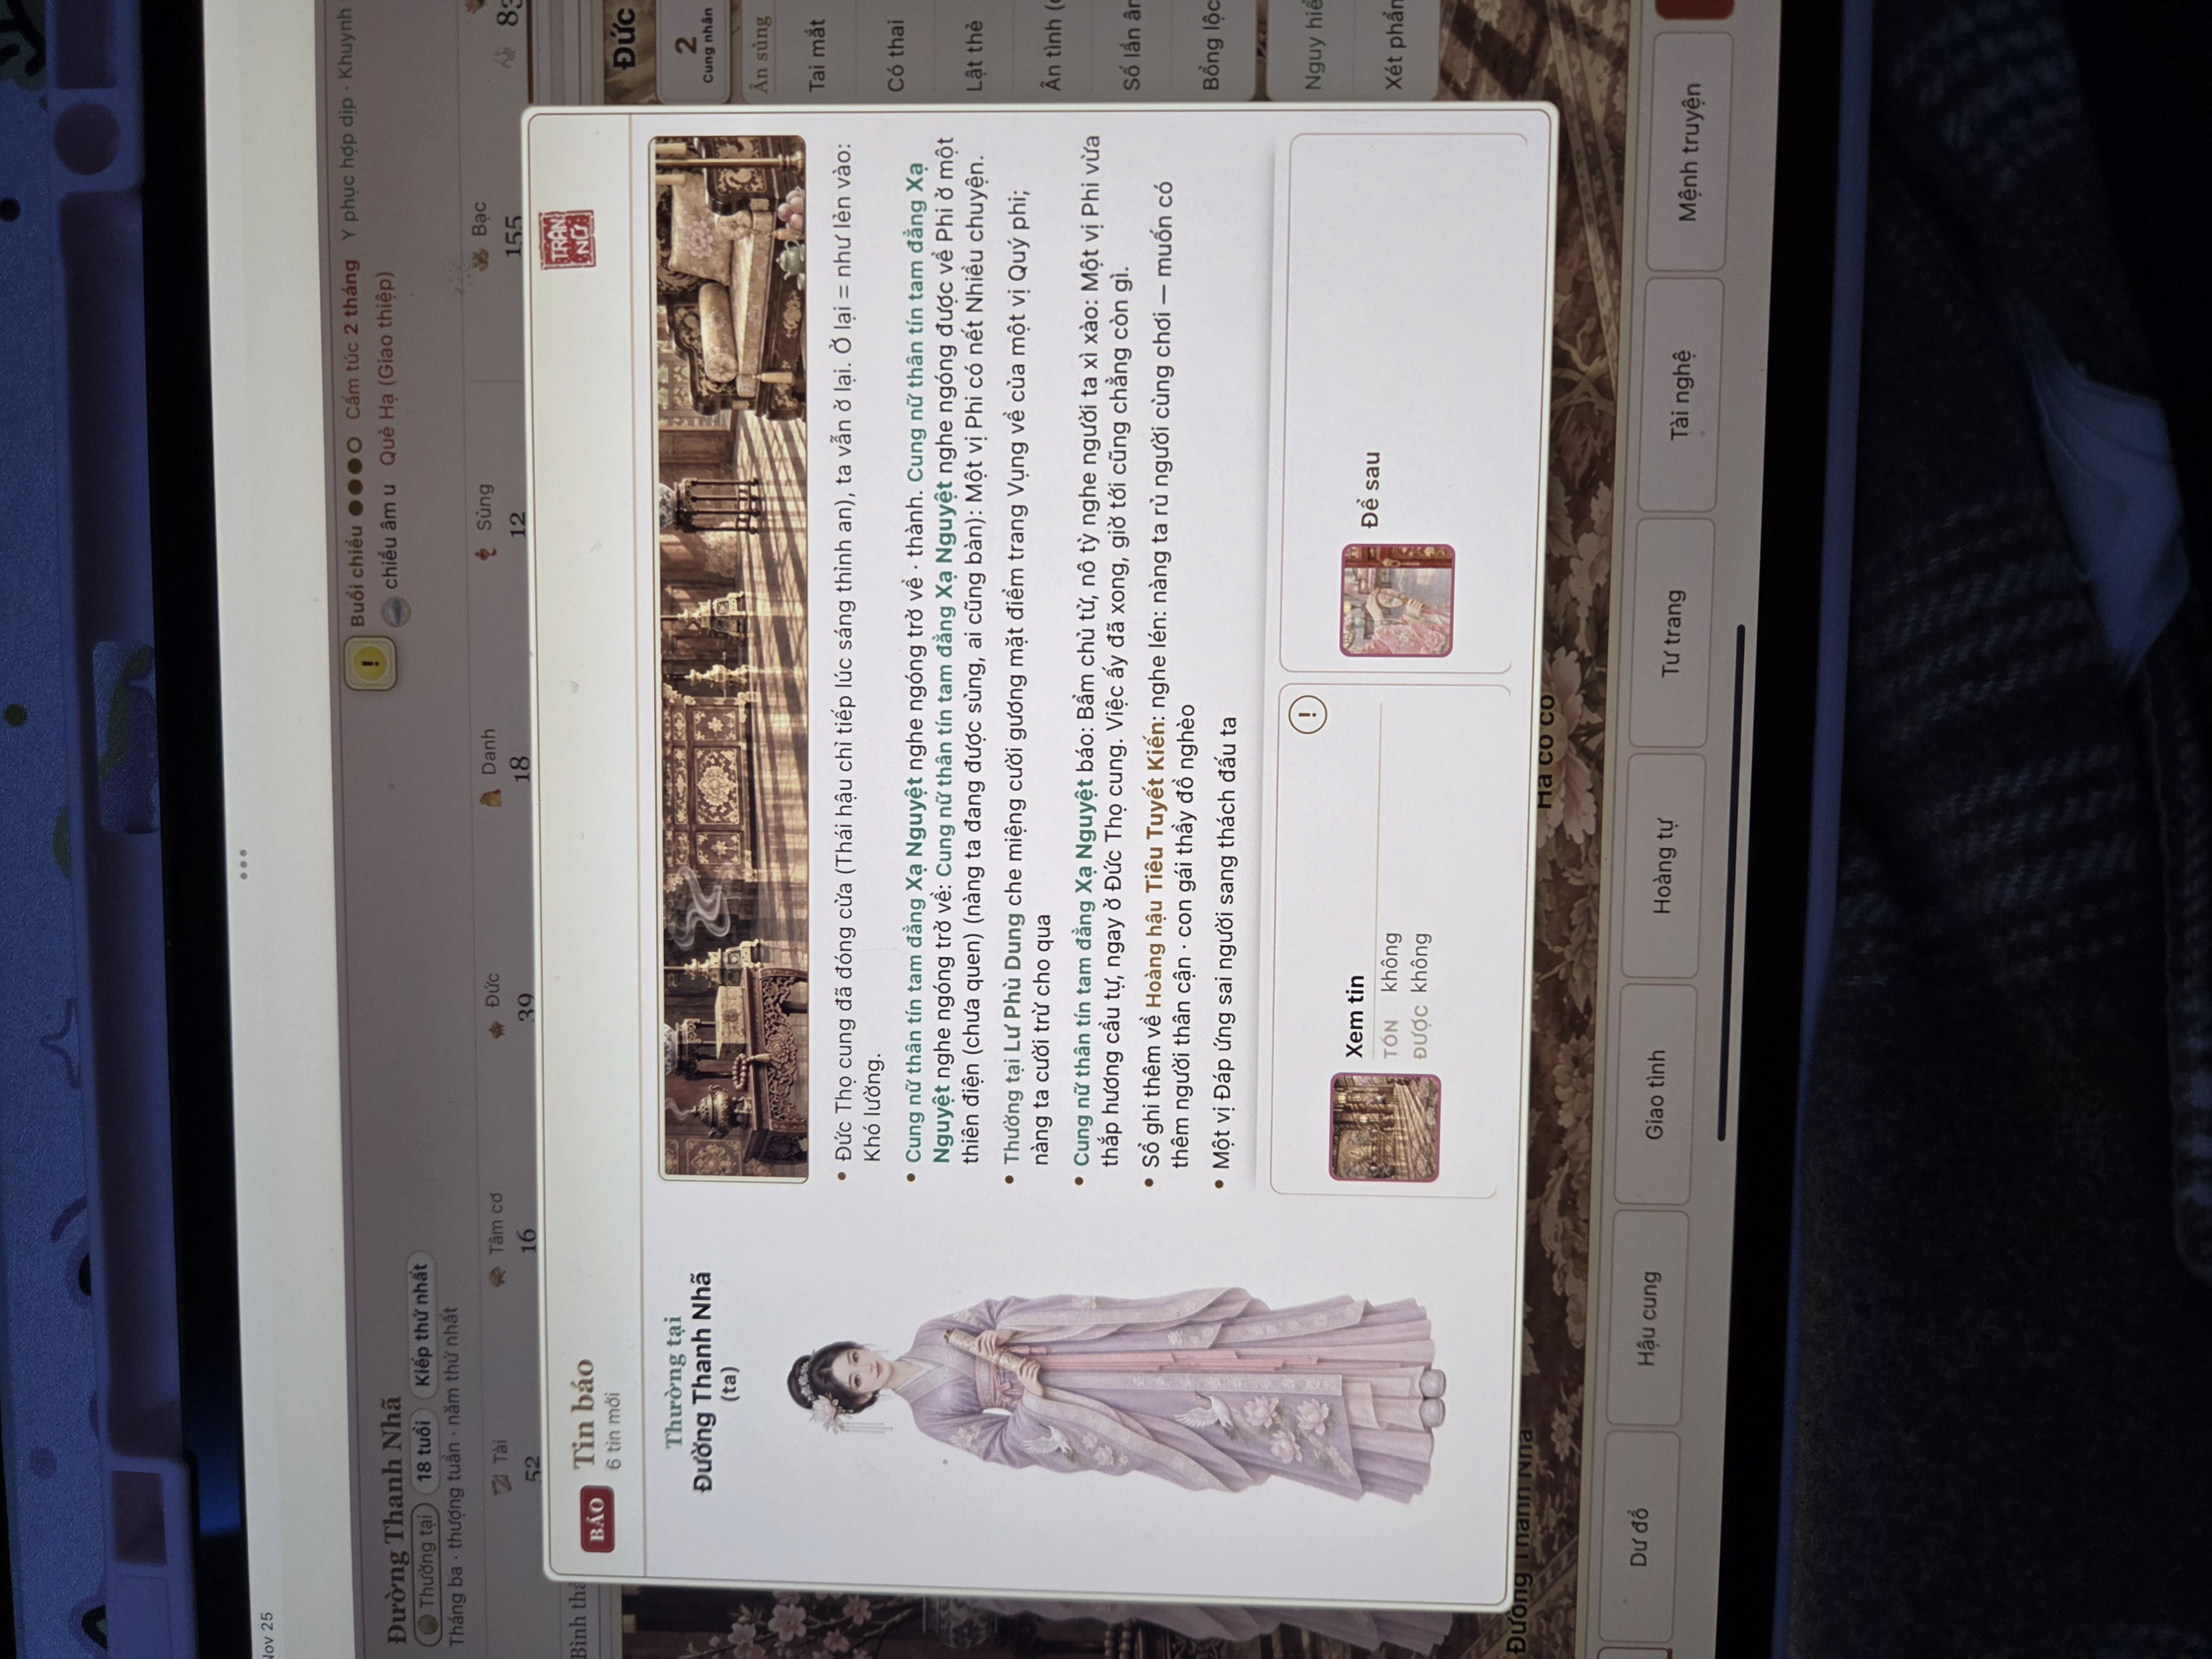 Nov 25
Đường Thanh Nhã
Thường tại
18 tuổi
Kiếp thứ nhất
Tháng ba · thượng tuần · năm thứ nhất
Buổi chiều
Cấm túc 2 tháng
Y phục hợp dịp · Khuynh
chiều âm u
Quẻ Hạ (Giao thiệp)
Tài
Tâm cơ
Đức
Danh
Sủng
Bạc
52
16
39
18
12
155
83
Bình thả
BÁO
Tin báo
6 tin mới
TRÂN NỮ
Thường tại
Đường Thanh Nhã
(ta)
• Đức Thọ cung đã đóng cửa (Thái hậu chỉ tiếp lúc sáng thỉnh an), ta vẫn ở lại. Ở lại = như lẻn vào:
Khó lường.
• Cung nữ thân tín tam đẳng Xạ Nguyệt nghe ngóng trở về · thành. Cung nữ thân tín tam đẳng Xạ
Nguyệt nghe ngóng trở về: Cung nữ thân tín tam đẳng Xạ Nguyệt nghe ngóng được về Phi ở một
thiên điện (chưa quen) (nàng ta đang được sủng, ai cũng bàn): Một vị Phi có nết Nhiều chuyện.
• Thường tại Lư Phù Dung che miệng cười gương mặt điểm trang Vụng về của một vị Quý phi;
nàng ta cười trừ cho qua
• Cung nữ thân tín tam đẳng Xạ Nguyệt báo: Bẩm chủ tử, nô tỳ nghe người ta xì xào: Một vị Phi vừa
thắp hương cầu tự, ngay ở Đức Thọ cung. Việc ấy đã xong, giờ tới cũng chẳng còn gì.
• Sổ ghi thêm về Hoàng hậu Tiêu Tuyết Kiến: nghe lén: nàng ta rủ người cùng chơi — muốn có
thêm người thân cận · con gái thầy đồ nghèo
• Một vị Đáp ứng sai người sang thách đấu ta
Xem tin
TỐN không
ĐƯỢC không
Để sau
Đức
2
Cung nhân
Ân sủng
Tai mắt
Có thai
Lật thẻ
Ân tình (
Số lần ân
Bổng lộc
Nguy hiể
Xét phẩm
Đường Thanh Nhã
Hạ cô cô
Dư đồ
Hậu cung
Giao tình
Hoàng tự
Tư trang
Tài nghệ
Mệnh truyện